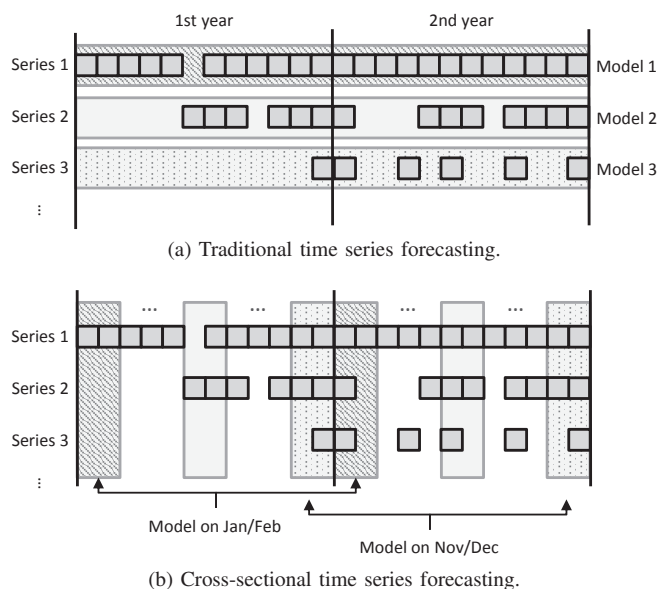 1st year 2nd year
Series 1 Model 1
Series 2 Model 2
Series 3 Model 3
...
(a) Traditional time series forecasting.
... ... ... ...
Series 1
Series 2
Series 3
...
Model on Jan/Feb
Model on Nov/Dec
(b) Cross-sectional time series forecasting.